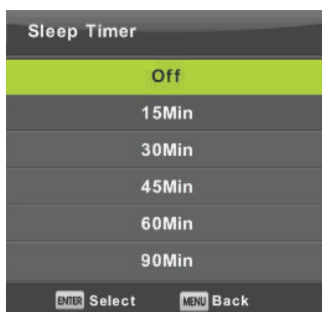 Sleep Timer
Off
15Min
30Min
45Min
60Min
90Min
ENTER Select MENU Back